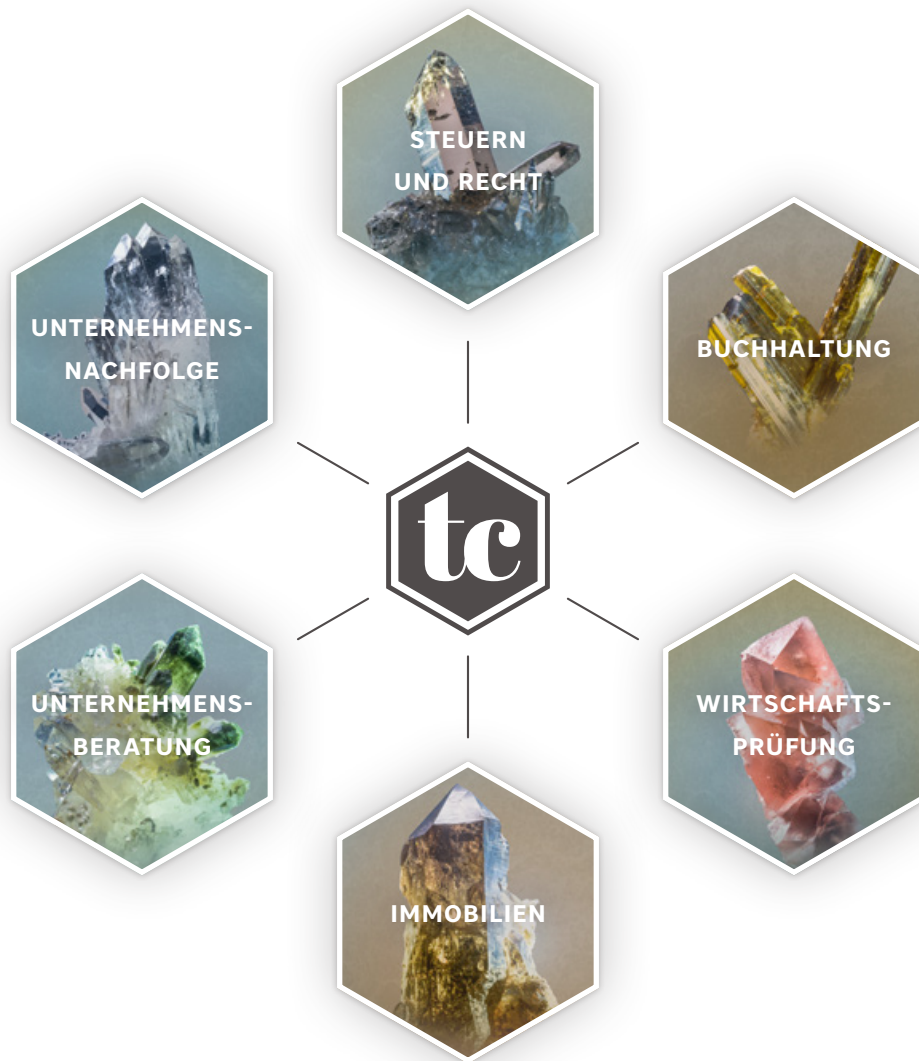 STEUERN
UND RECHT
UNTERNEHMENS-
NACHFOLGE
BUCHHALTUNG
tc
UNTERNEHMENS-
BERATUNG
WIRTSCHAFTS-
PRÜFUNG
IMMOBILIEN